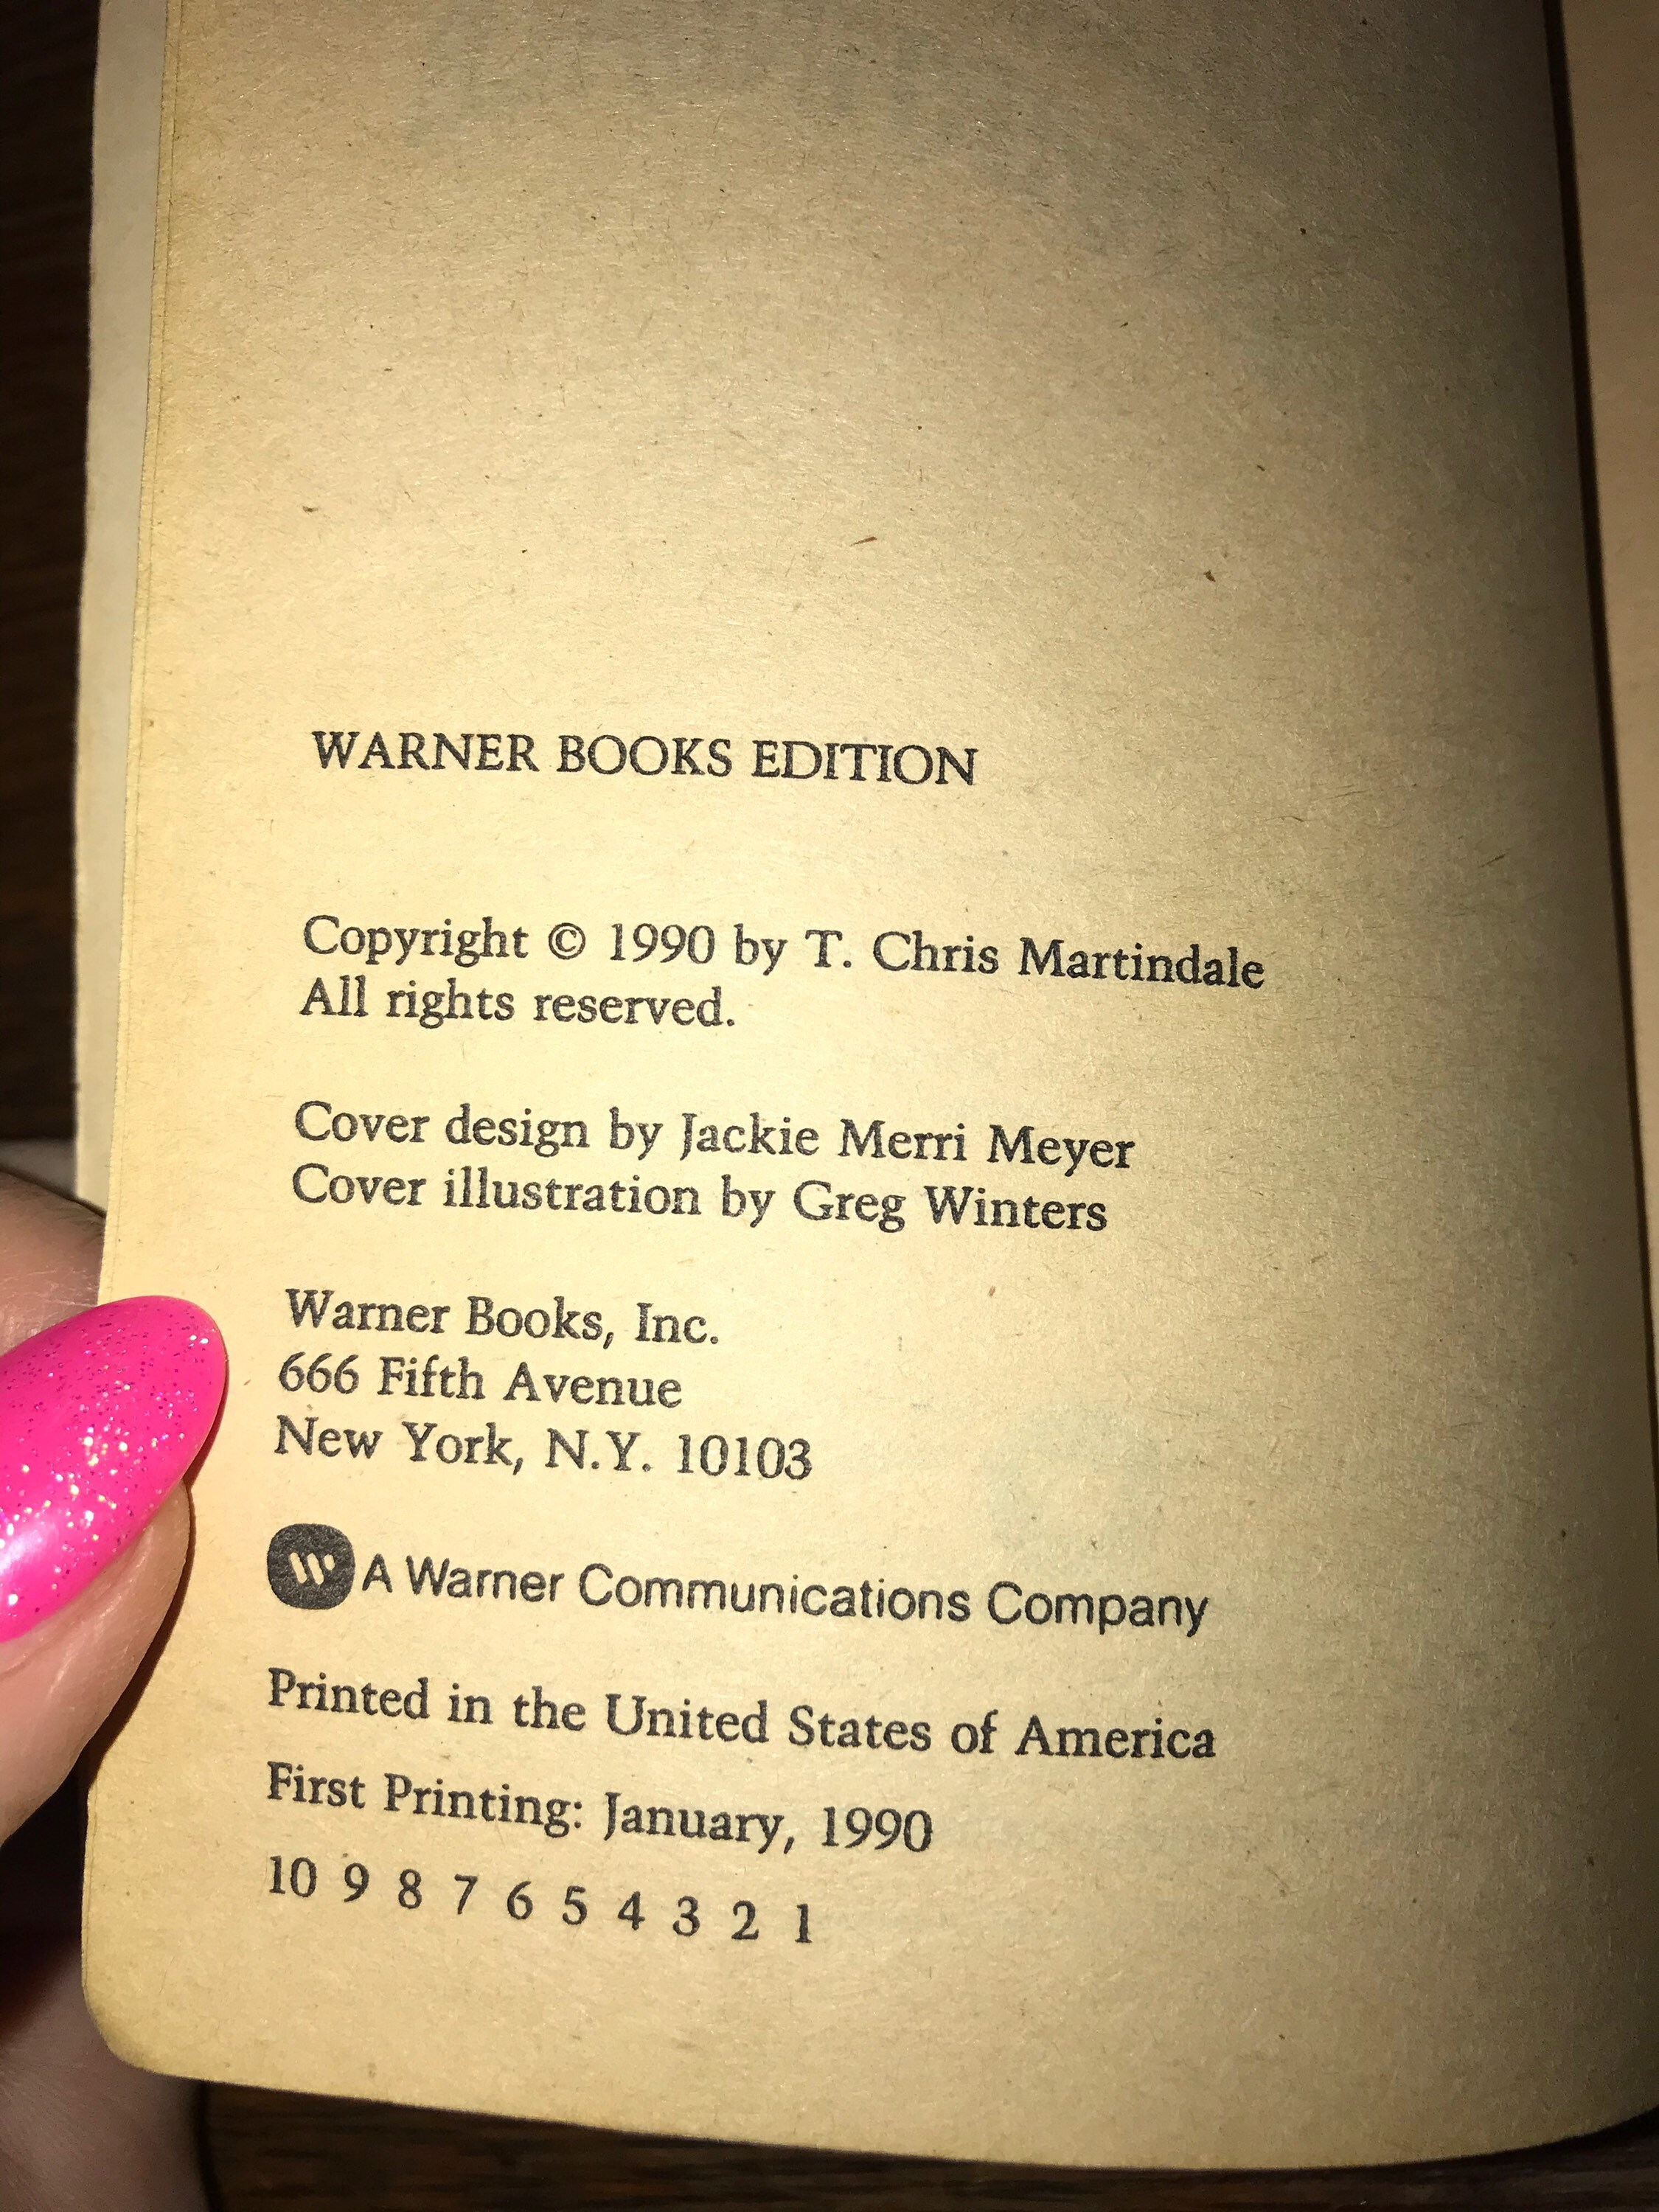 WARNER BOOKS EDITION
Copyright © 1990 by T. Chris Martindale
All rights reserved.
Cover design by Jackie Merri Meyer
Cover illustration by Greg Winters
Warner Books, Inc.
666 Fifth Avenue
New York, N.Y. 10103
W A Warner Communications Company
Printed in the United States of America
First Printing: January, 1990
10 9 8 7 6 5 4 3 2 1